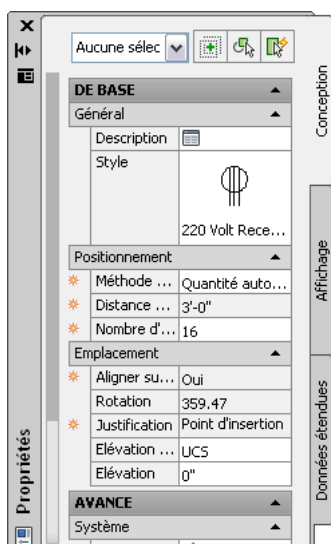 Aucune sélec
DE BASE
Général
Description
Style
220 Volt Rece...
Positionnement
Méthode ... Quantité auto...
Distance ... 3'-0"
Nombre d'... 16
Emplacement
Aligner su... Oui
Rotation 359.47
Justification Point d'insertion
Elévation ... UCS
Elévation 0"
AVANCE
Système
Propriétés
Conception
Affichage
Données étendues